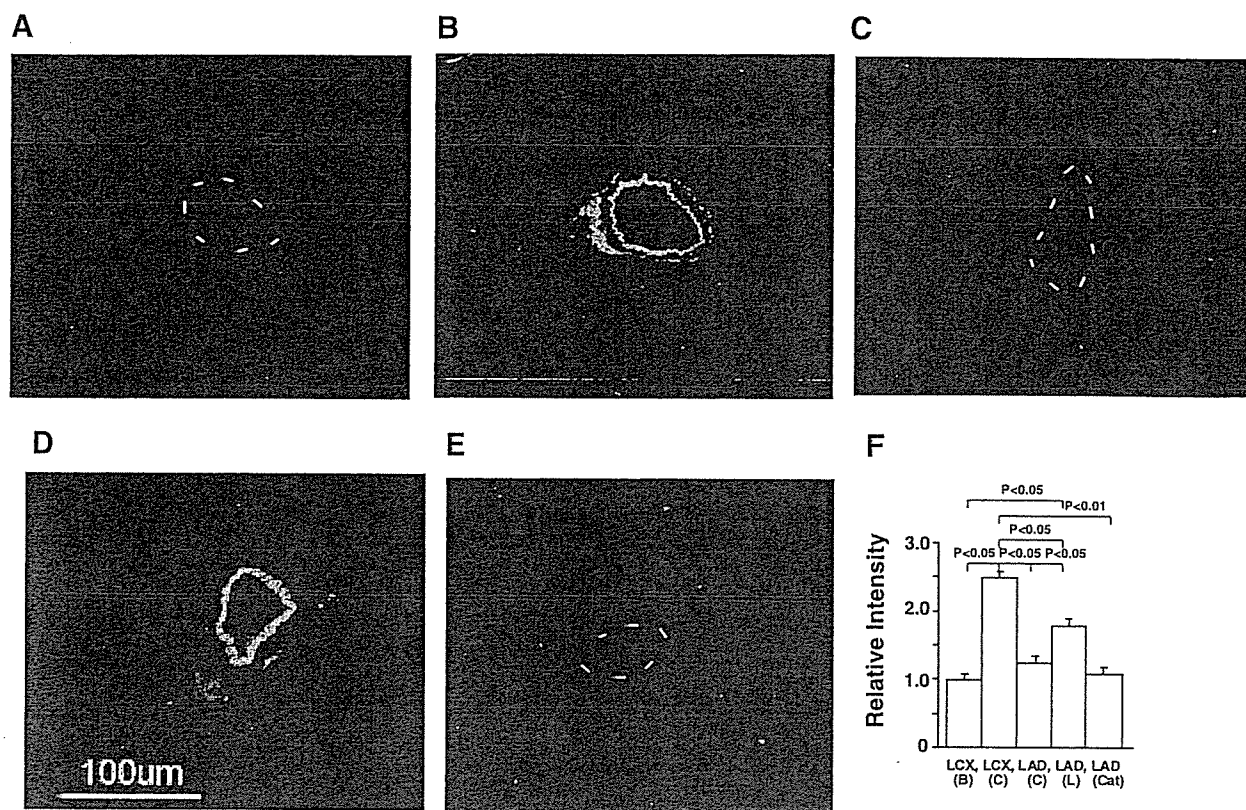 A
B
C
D
100um
E
F
P<0.05
P<0.01
P<0.05
P<0.05 P<0.05 P<0.05
Relative Intensity
3.0
2.0
1.0
0
LCX, LCX, LAD, LAD, LAD
(B) (C) (C) (L) (Cat)